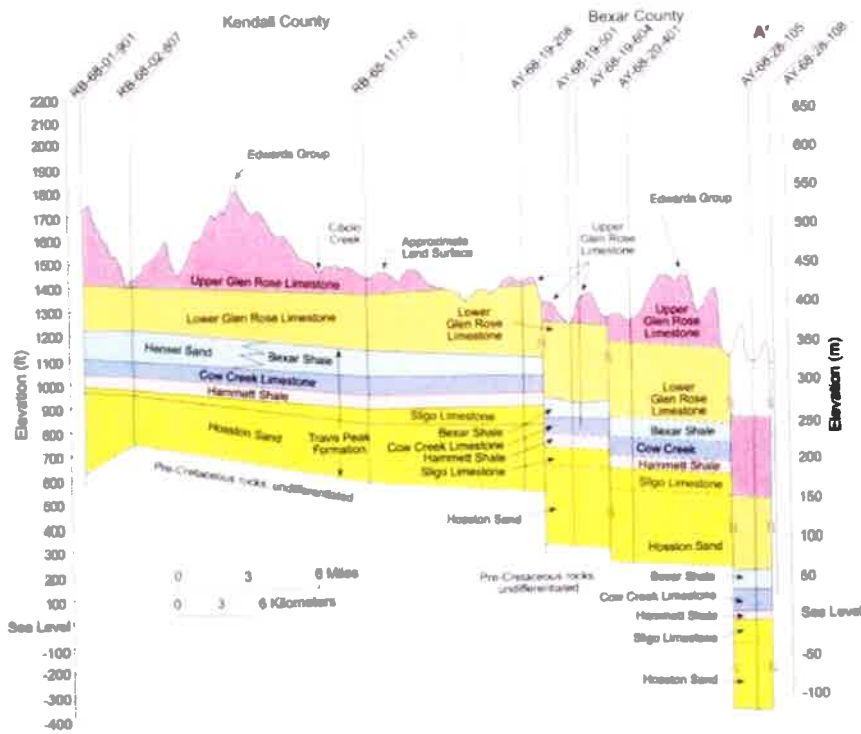 Kendall County
Bexar County
A'
RB-68-01-901
RB-68-02-807
RB-68-11-718
AY-68-19-208
AY-68-19-501
AY-68-19-604
AY-68-20-401
AY-68-28-105
AY-68-28-108
Edwards Group
Cibolo
Creek
Approximate
Land Surface
Upper
Glen Rose
Limestone
Edwards Group
Upper Glen Rose Limestone
Lower Glen Rose Limestone
Lower
Glen Rose
Limestone
Upper
Glen Rose
Limestone
Hensel Sand
Bexar Shale
Cow Creek Limestone
Hammett Shale
Sligo Limestone
Hosston Sand
Travis Peak
Formation
Pre-Cretaceous rocks, undifferentiated
Bexar Shale
Cow Creek Limestone
Hammett Shale
Sligo Limestone
Hosston Sand
Pre-Cretaceous rocks,
undifferentiated
Lower
Glen Rose
Limestone
Bexar Shale
Cow Creek
Hammett Shale
Sligo Limestone
Hosston Sand
Bexar Shale
Cow Creek Limestone
Hammett Shale
Sligo Limestone
Hosston Sand
0 3 6 Miles
0 3 6 Kilometers
Elevation (ft)
2200
2100
2000
1900
1800
1700
1600
1500
1400
1300
1200
1100
1000
900
800
700
600
500
400
300
200
100
Sea Level
-100
-200
-300
-400
Elevation (m)
650
600
550
500
450
400
350
300
250
200
150
100
50
Sea Level
-50
-100